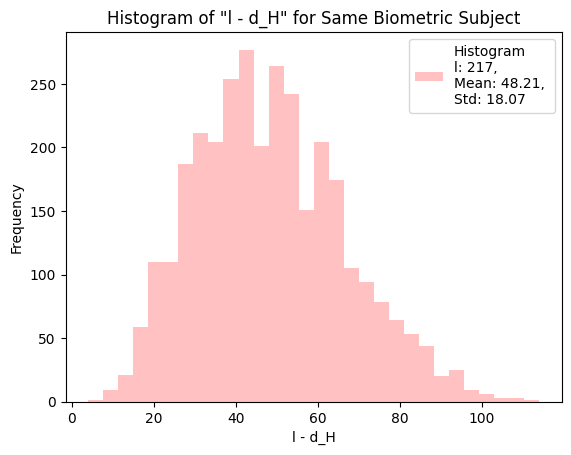 Histogram of "l - d_H" for Same Biometric Subject
Histogram
l: 217,
Mean: 48.21,
Std: 18.07
Frequency
250
200
150
100
50
0
0 20 40 60 80 100
l - d_H